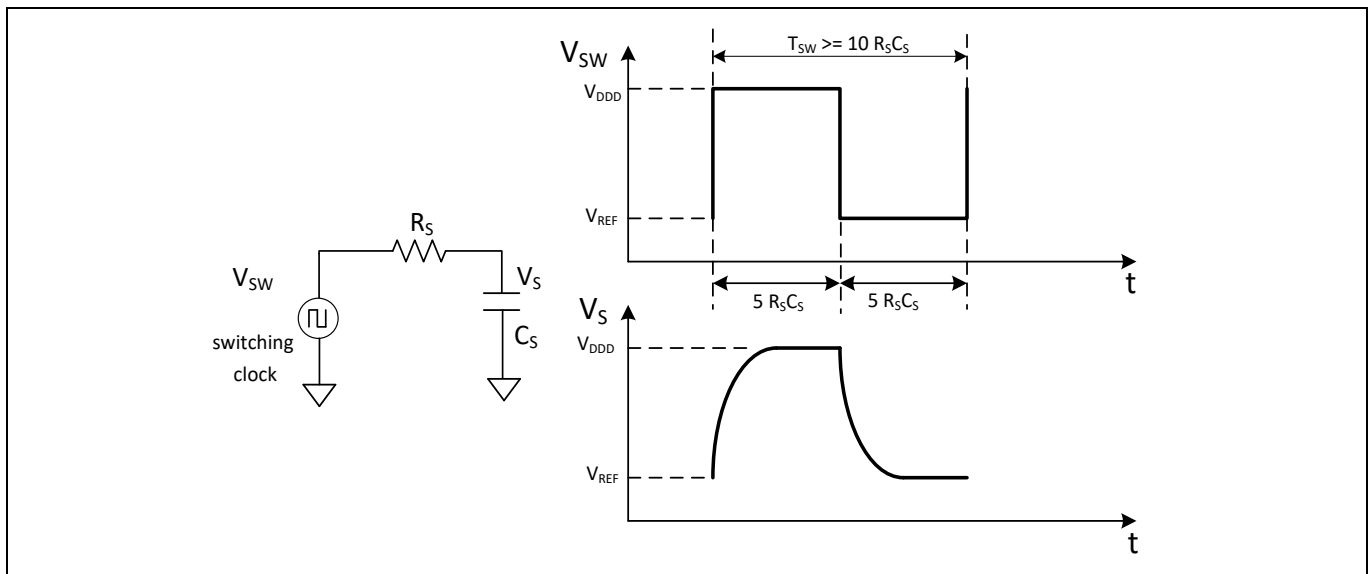 V_SW
switching
clock
R_S
V_S
C_S
V_SW
T_SW >= 10 R_SC_S
V_DDD
V_REF
t
5 R_SC_S
5 R_SC_S
V_S
V_DDD
V_REF
t